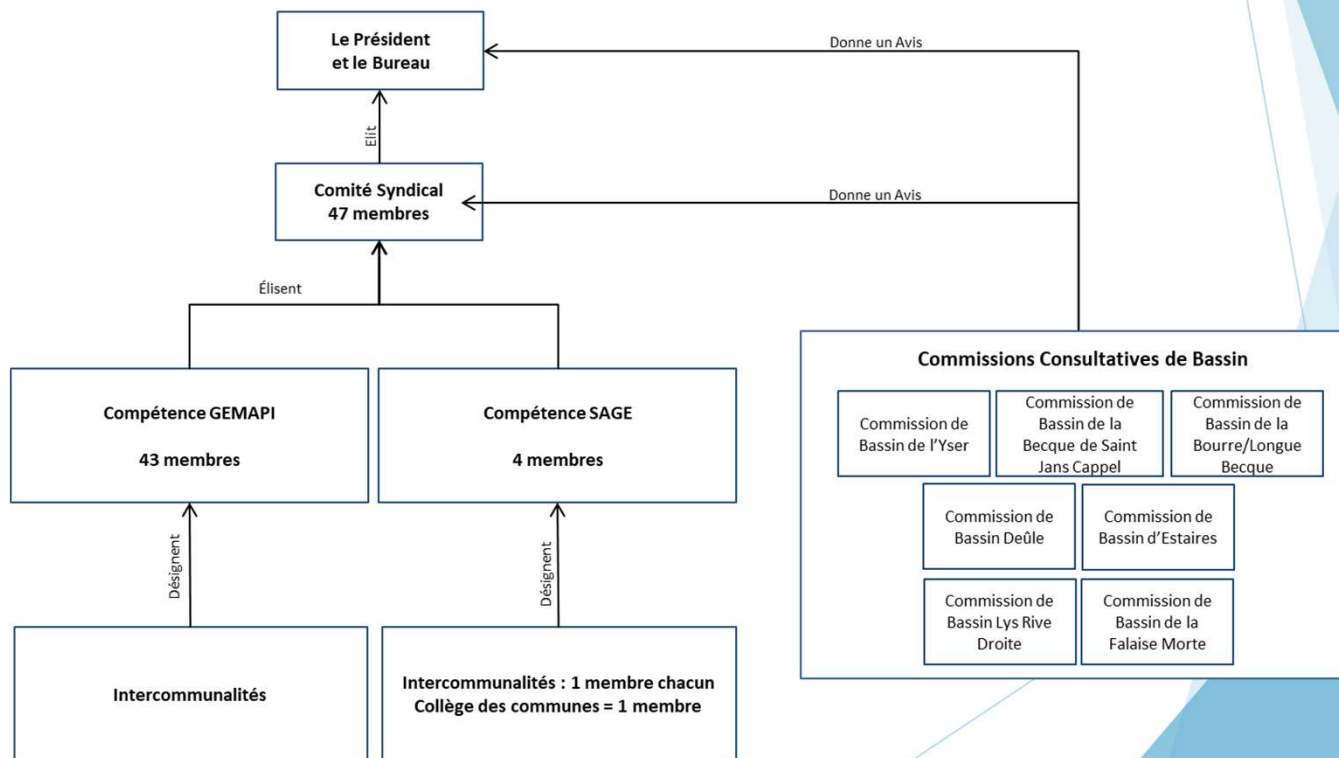 Le Président
et le Bureau
Donne un Avis
Elit
Comité Syndical
47 membres
Donne un Avis
Élisent
Compétence GEMAPI
43 membres
Compétence SAGE
4 membres
Désignent
Désignent
Intercommunalités
Intercommunalités : 1 membre chacun
Collège des communes = 1 membre
Commissions Consultatives de Bassin
Commission de
Bassin de l'Yser
Commission de
Bassin de la
Becque de Saint
Jans Cappel
Commission de
Bassin de la
Bourre/Longue
Becque
Commission de
Bassin Deûle
Commission de
Bassin d'Estaires
Commission de
Bassin Lys Rive
Droite
Commission de
Bassin de la
Falaise Morte